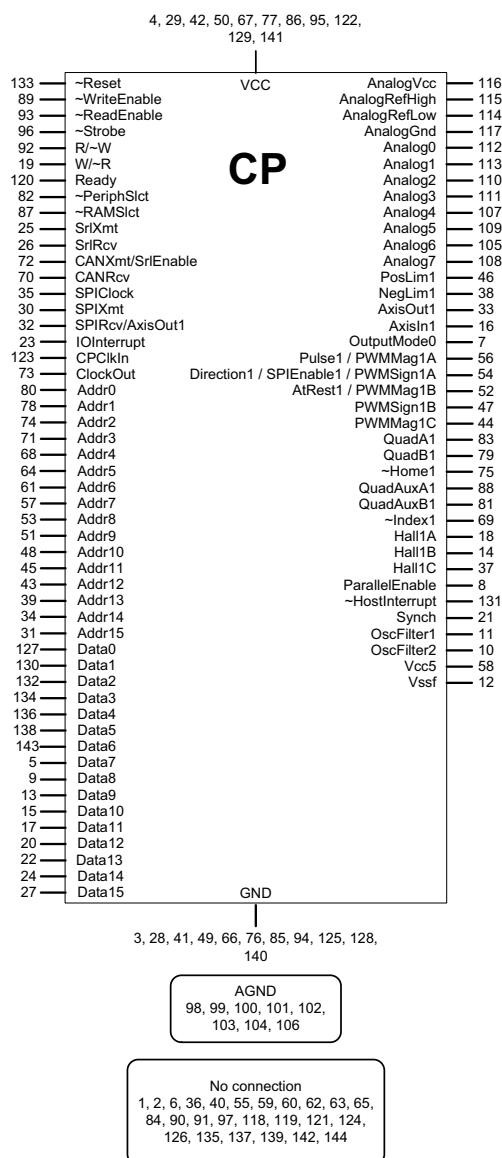 4, 29, 42, 50, 67, 77, 86, 95, 122,
129, 141
VCC
CP
133 ~Reset
89 ~WriteEnable
93 ~ReadEnable
96 ~Strobe
92 R/~W
19 W/~R
120 Ready
82 ~PeriphSlct
87 ~RAMSlct
25 SrlXmt
26 SrlRcv
72 CANXmt/SrlEnable
70 CANRcv
35 SPIClock
30 SPIXmt
32 SPIRcv/AxisOut1
23 IOInterrupt
123 CPClkIn
73 ClockOut
80 Addr0
78 Addr1
74 Addr2
71 Addr3
68 Addr4
64 Addr5
61 Addr6
57 Addr7
53 Addr8
51 Addr9
48 Addr10
45 Addr11
43 Addr12
39 Addr13
34 Addr14
31 Addr15
127 Data0
130 Data1
132 Data2
134 Data3
136 Data4
138 Data5
143 Data6
5 Data7
9 Data8
13 Data9
15 Data10
17 Data11
20 Data12
22 Data13
24 Data14
27 Data15
AnalogVcc 116
AnalogRefHigh 115
AnalogRefLow 114
AnalogGnd 117
Analog0 112
Analog1 113
Analog2 110
Analog3 111
Analog4 107
Analog5 109
Analog6 105
Analog7 108
PosLim1 46
NegLim1 38
AxisOut1 33
AxisIn1 16
OutputMode0 7
Pulse1 / PWMMag1A 56
Direction1 / SPIEnable1 / PWMSign1A 54
AtRest1 / PWMMag1B 52
PWMSign1B 47
PWMMag1C 44
QuadA1 83
QuadB1 79
~Home1 75
QuadAuxA1 88
QuadAuxB1 81
~Index1 69
Hall1A 18
Hall1B 14
Hall1C 37
ParallelEnable 8
~HostInterrupt 131
Synch 21
OscFilter1 11
OscFilter2 10
Vcc5 58
Vssf 12
GND
3, 28, 41, 49, 66, 76, 85, 94, 125, 128,
140
AGND
98, 99, 100, 101, 102,
103, 104, 106
No connection
1, 2, 6, 36, 40, 55, 59, 60, 62, 63, 65,
84, 90, 91, 97, 118, 119, 121, 124,
126, 135, 137, 139, 142, 144